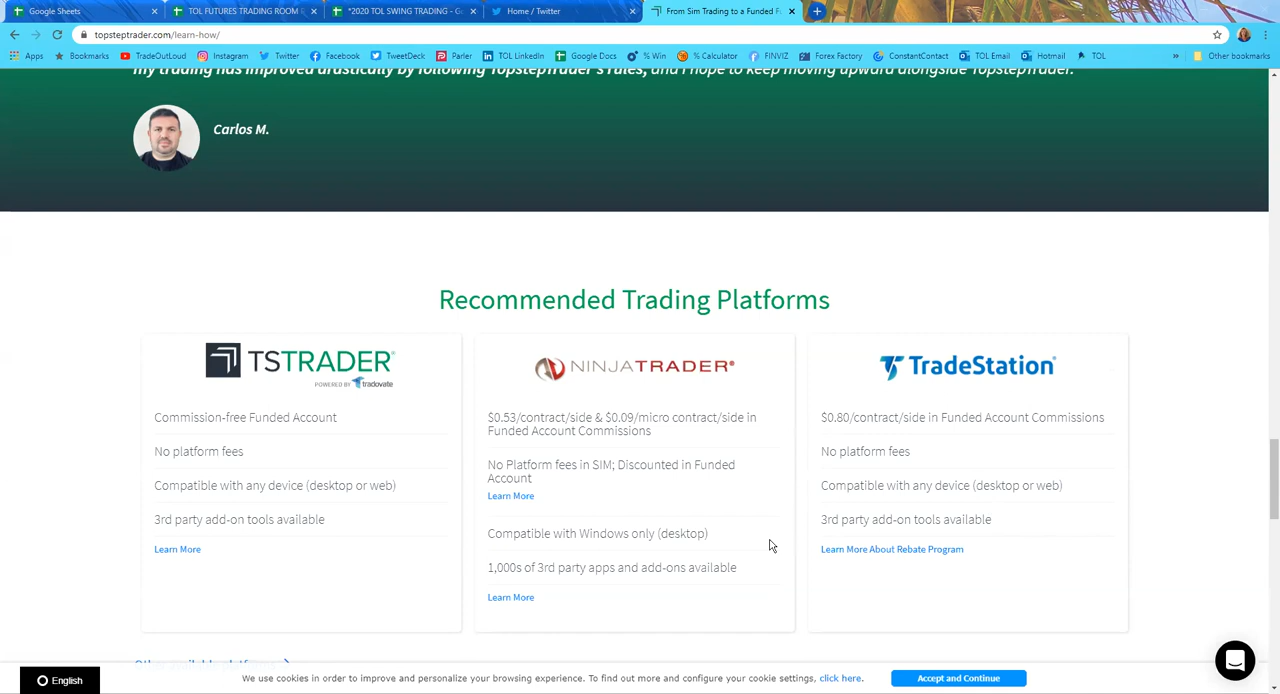 Google Sheets
TOL FUTURES TRADING ROOM
*2020 TOL SWING TRADING - G
Home / Twitter
From Sim Trading to a Funded F
topsteptrader.com/learn-how/
Apps
Bookmarks
TradeOutLoud
Instagram
Twitter
Facebook
TweetDeck
Parler
TOL LinkedIn
Google Docs
% Win
% Calculator
FINVIZ
Forex Factory
ConstantContact
TOL Email
Hotmail
TOL
»
Other bookmarks
my trading has improved drastically by following TopstepTrader's rules, and I hope to keep moving upward alongside TopstepTrader.
Carlos M.
Recommended Trading Platforms
TSTRADER
POWERED BY tradovate
Commission-free Funded Account
No platform fees
Compatible with any device (desktop or web)
3rd party add-on tools available
Learn More
NINJATRADER®
$0.53/contract/side & $0.09/micro contract/side in
Funded Account Commissions
No Platform fees in SIM; Discounted in Funded
Account
Learn More
Compatible with Windows only (desktop)
1,000s of 3rd party apps and add-ons available
Learn More
TradeStation
$0.80/contract/side in Funded Account Commissions
No platform fees
Compatible with any device (desktop or web)
3rd party add-on tools available
Learn More About Rebate Program
Other available platforms
English
We use cookies in order to improve and personalize your browsing experience. To find out more and configure your cookie settings, click here.
Accept and Continue